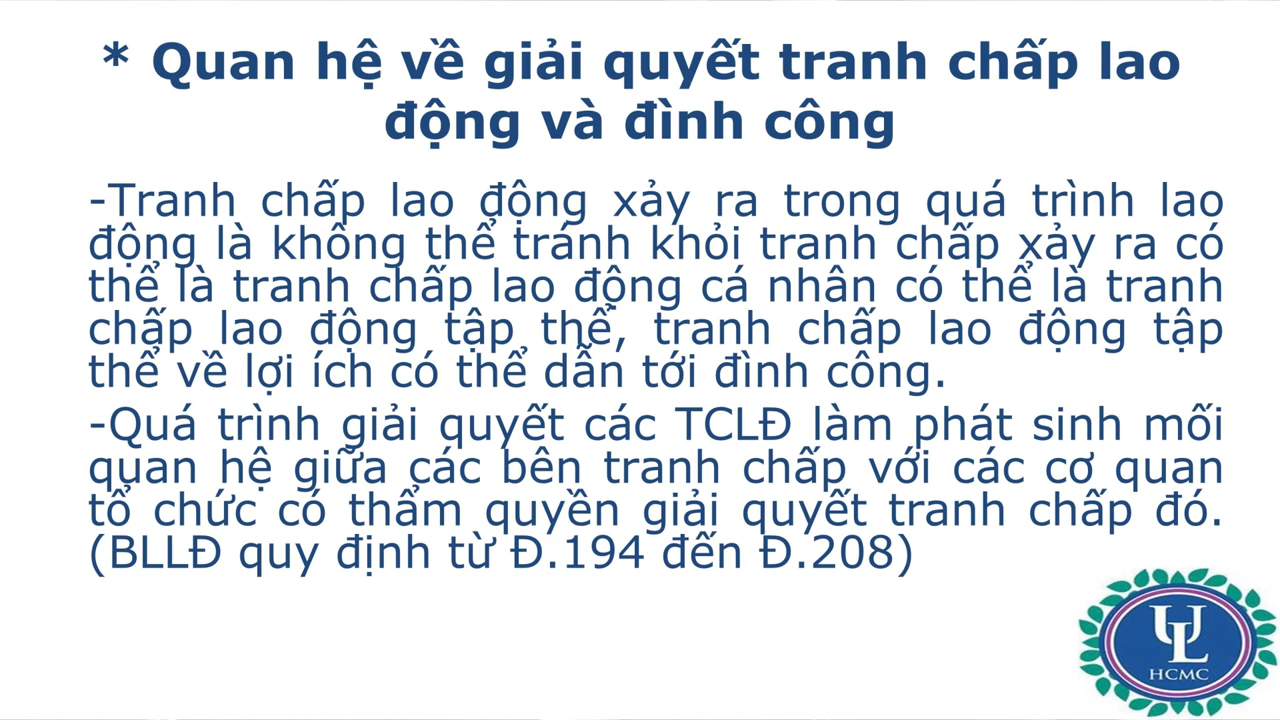 * Quan hệ về giải quyết tranh chấp lao
động và đình công
-Tranh chấp lao động xảy ra trong quá trình lao
động là không thể tránh khỏi tranh chấp xảy ra có
thể là tranh chấp lao động cá nhân có thể là tranh
chấp lao động tập thể, tranh chấp lao động tập
thể về lợi ích có thể dẫn tới đình công.
-Quá trình giải quyết các TCLĐ làm phát sinh mối
quan hệ giữa các bên tranh chấp với các cơ quan
tổ chức có thẩm quyền giải quyết tranh chấp đó.
(BLLĐ quy định từ Đ.194 đến Đ.208)
UL
HCMC